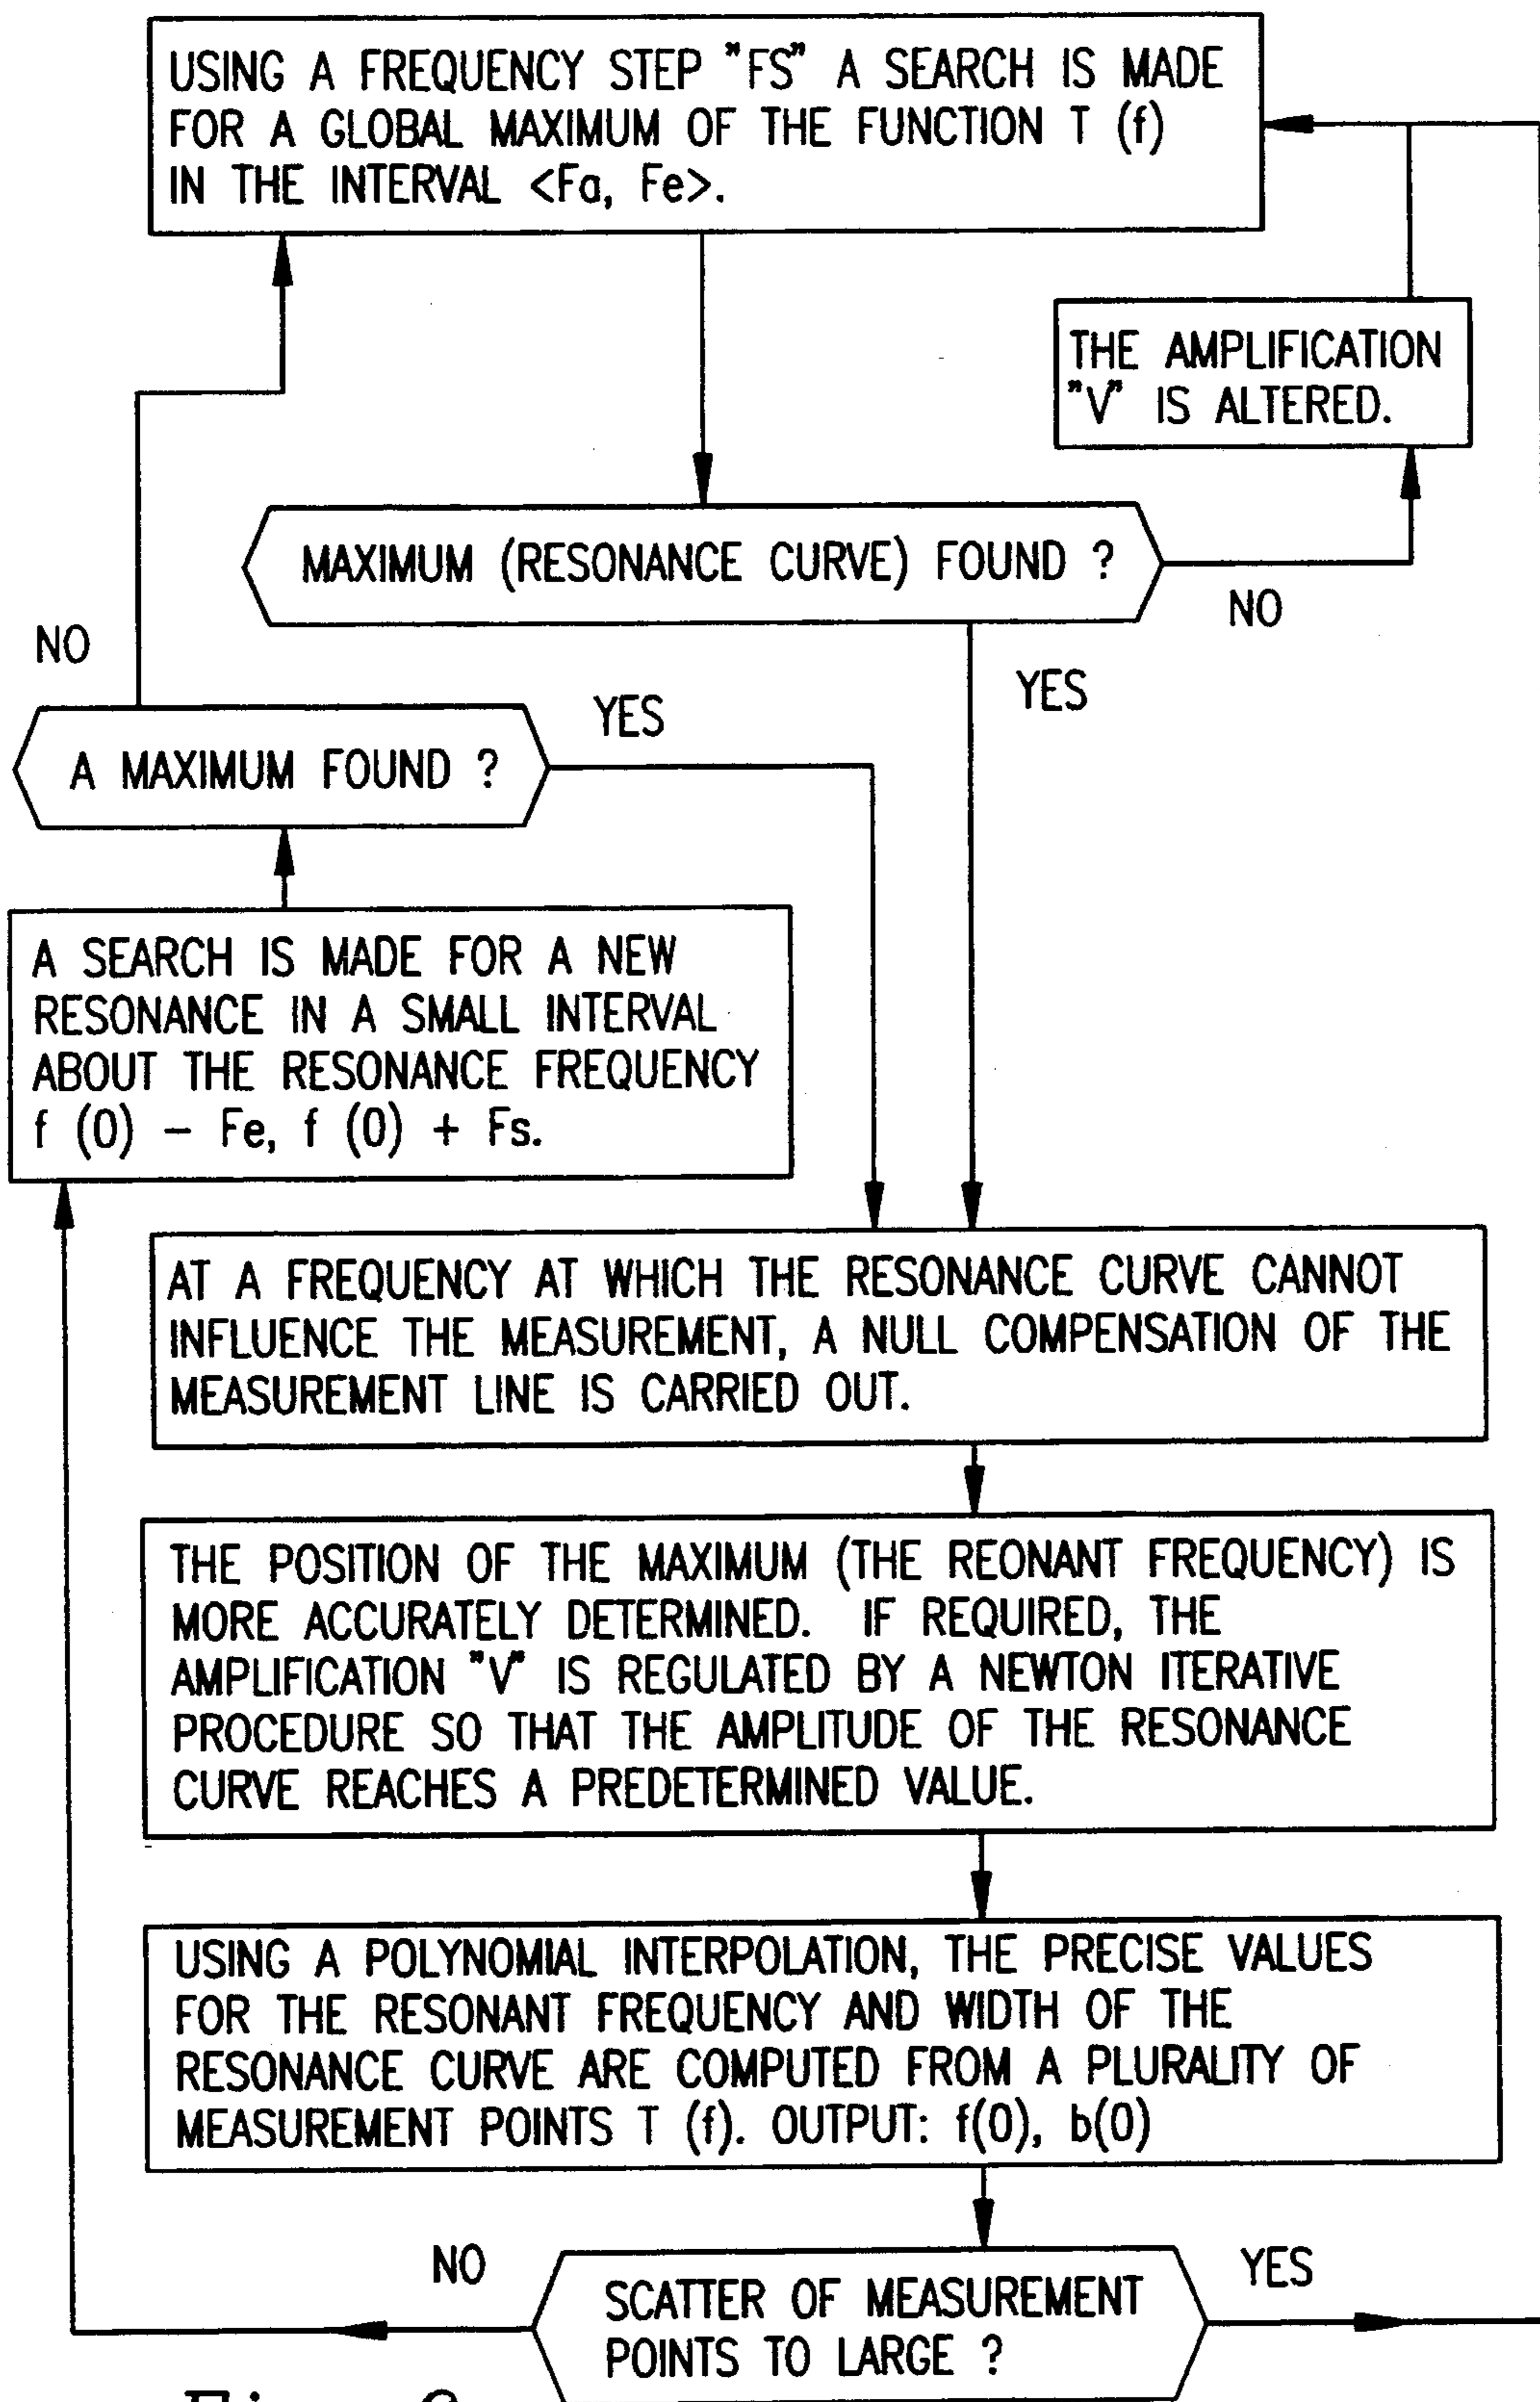 USING A FREQUENCY STEP "FS" A SEARCH IS MADE
FOR A GLOBAL MAXIMUM OF THE FUNCTION T (f)
IN THE INTERVAL <Fa, Fe>.
THE AMPLIFICATION
"V" IS ALTERED.
MAXIMUM (RESONANCE CURVE) FOUND ?
NO
NO
YES
YES
A MAXIMUM FOUND ?
A SEARCH IS MADE FOR A NEW
RESONANCE IN A SMALL INTERVAL
ABOUT THE RESONANCE FREQUENCY
f (0) – Fe, f (0) + Fs.
AT A FREQUENCY AT WHICH THE RESONANCE CURVE CANNOT
INFLUENCE THE MEASUREMENT, A NULL COMPENSATION OF THE
MEASUREMENT LINE IS CARRIED OUT.
THE POSITION OF THE MAXIMUM (THE REONANT FREQUENCY) IS
MORE ACCURATELY DETERMINED. IF REQUIRED, THE
AMPLIFICATION "V" IS REGULATED BY A NEWTON ITERATIVE
PROCEDURE SO THAT THE AMPLITUDE OF THE RESONANCE
CURVE REACHES A PREDETERMINED VALUE.
USING A POLYNOMIAL INTERPOLATION, THE PRECISE VALUES
FOR THE RESONANT FREQUENCY AND WIDTH OF THE
RESONANCE CURVE ARE COMPUTED FROM A PLURALITY OF
MEASUREMENT POINTS T (f). OUTPUT: f(0), b(0)
NO
YES
SCATTER OF MEASUREMENT
POINTS TO LARGE ?